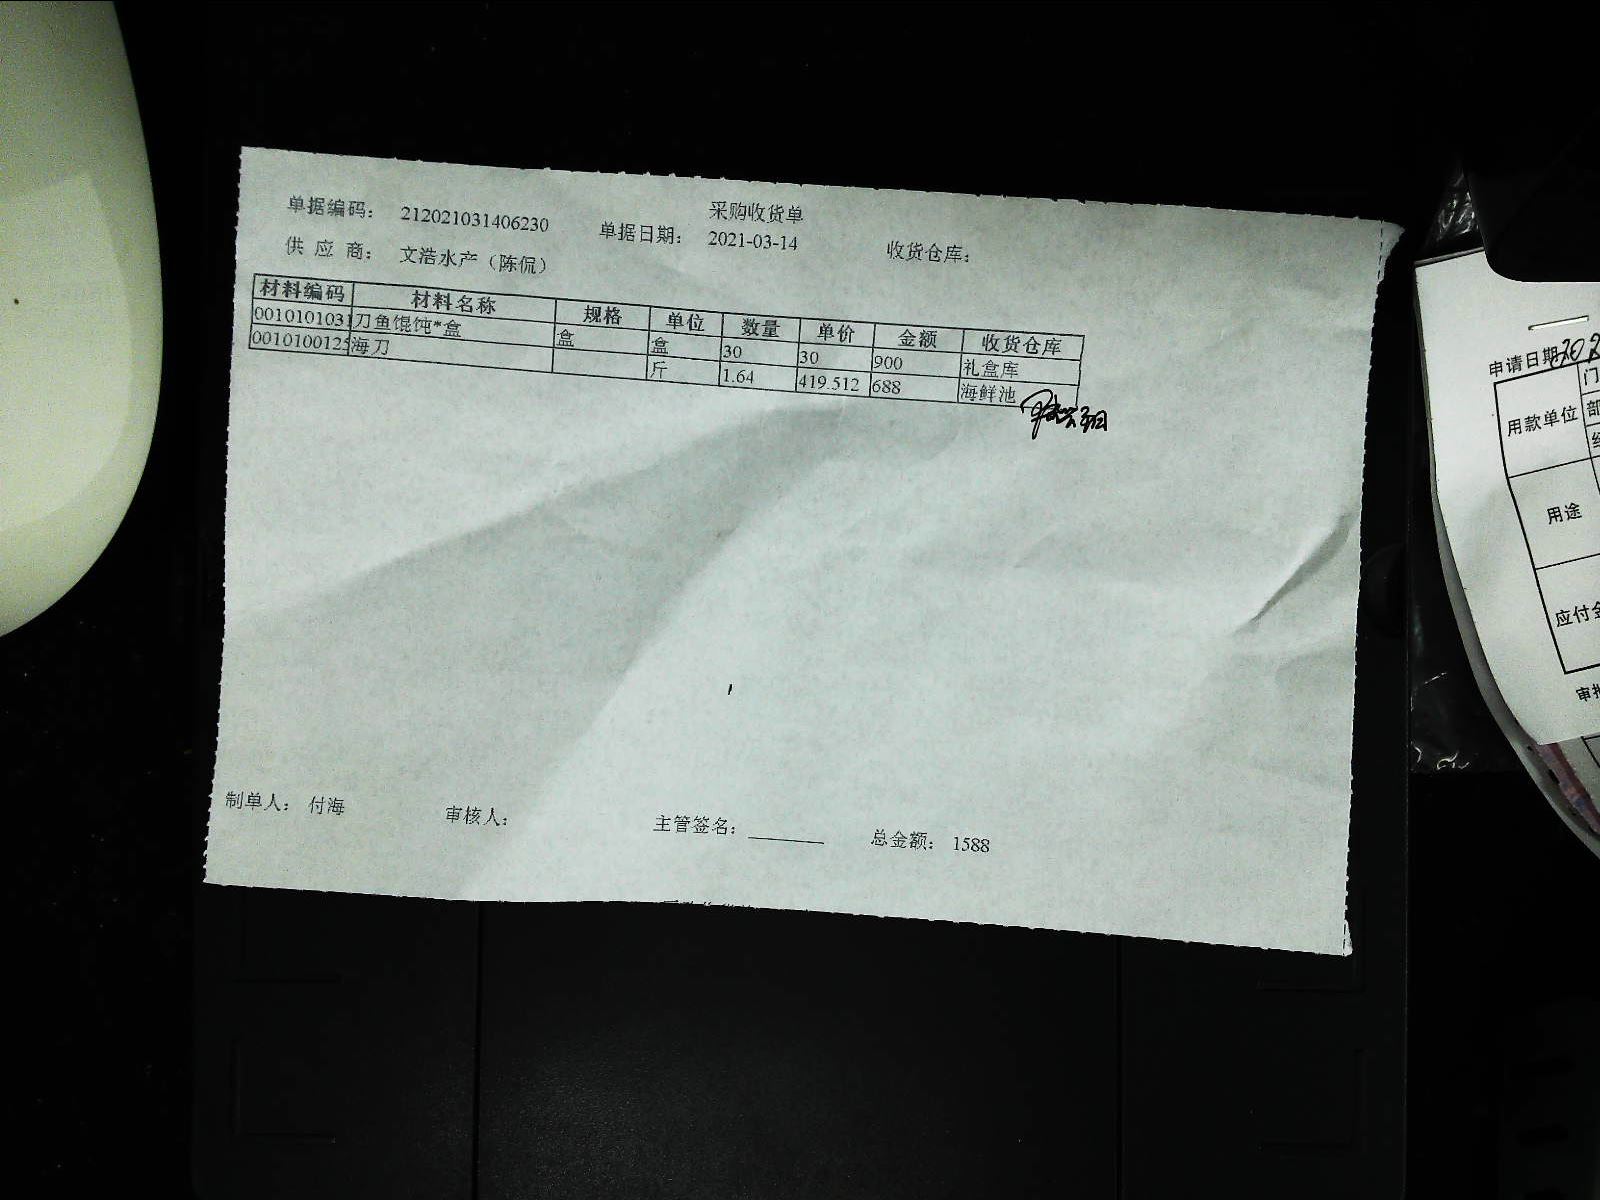 采购收货单
单据编码： 212021031406230 单据日期： 2021-03-14 收货仓库：
供 应 商： 文浩水产（陈侃）
材料编码 材料名称 规格 单位 数量 单价 金额 收货仓库
0010101031 刀鱼馄饨*盒 盒 盒 30 30 900 礼盒库
0010100125 海刀 斤 1.64 419.512 688 海鲜池
制单人： 付海 审核人： 主管签名： 总金额： 1588
申请日期
用款单位
用途
应付